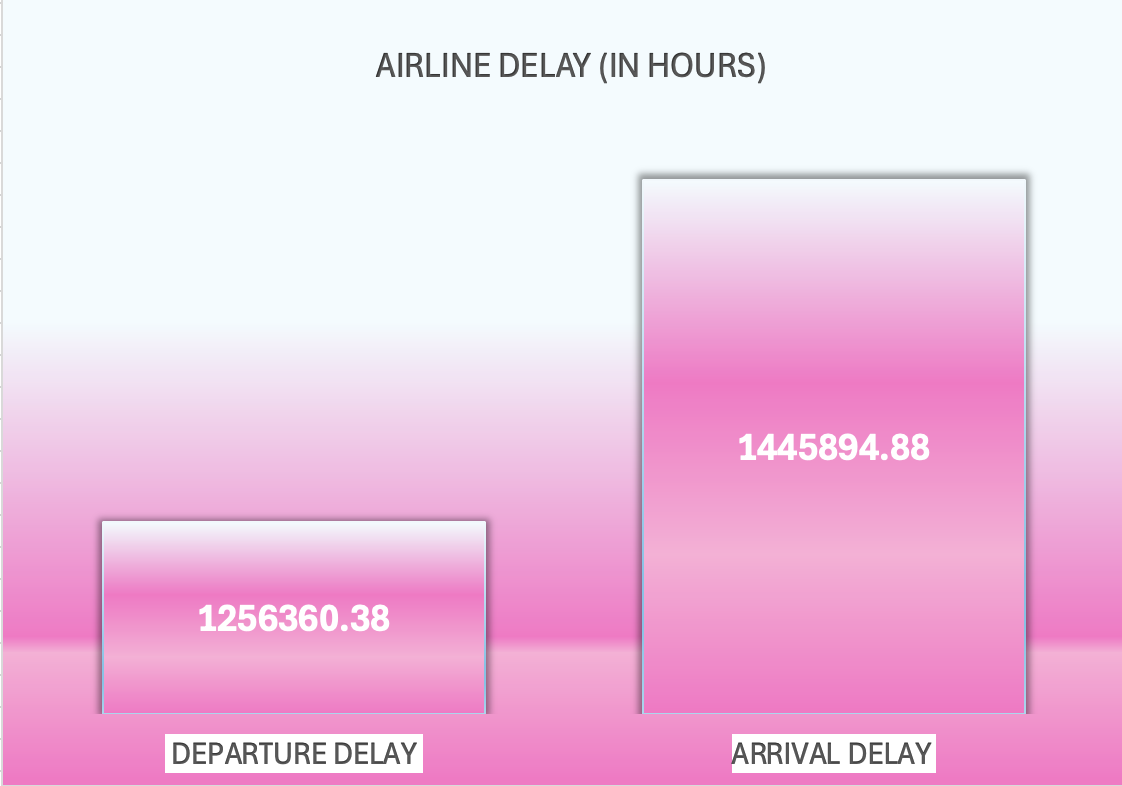 AIRLINE DELAY (IN HOURS)
1445894.88
1256360.38
DEPARTURE DELAY
ARRIVAL DELAY